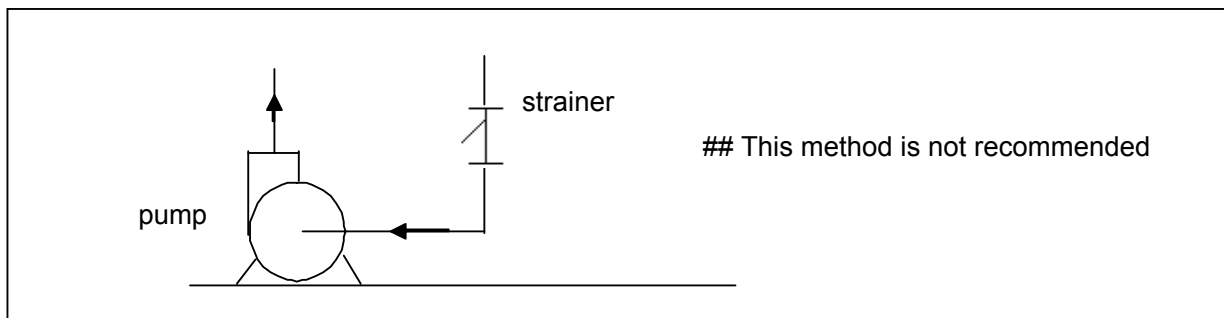 strainer
## This method is not recommended
pump